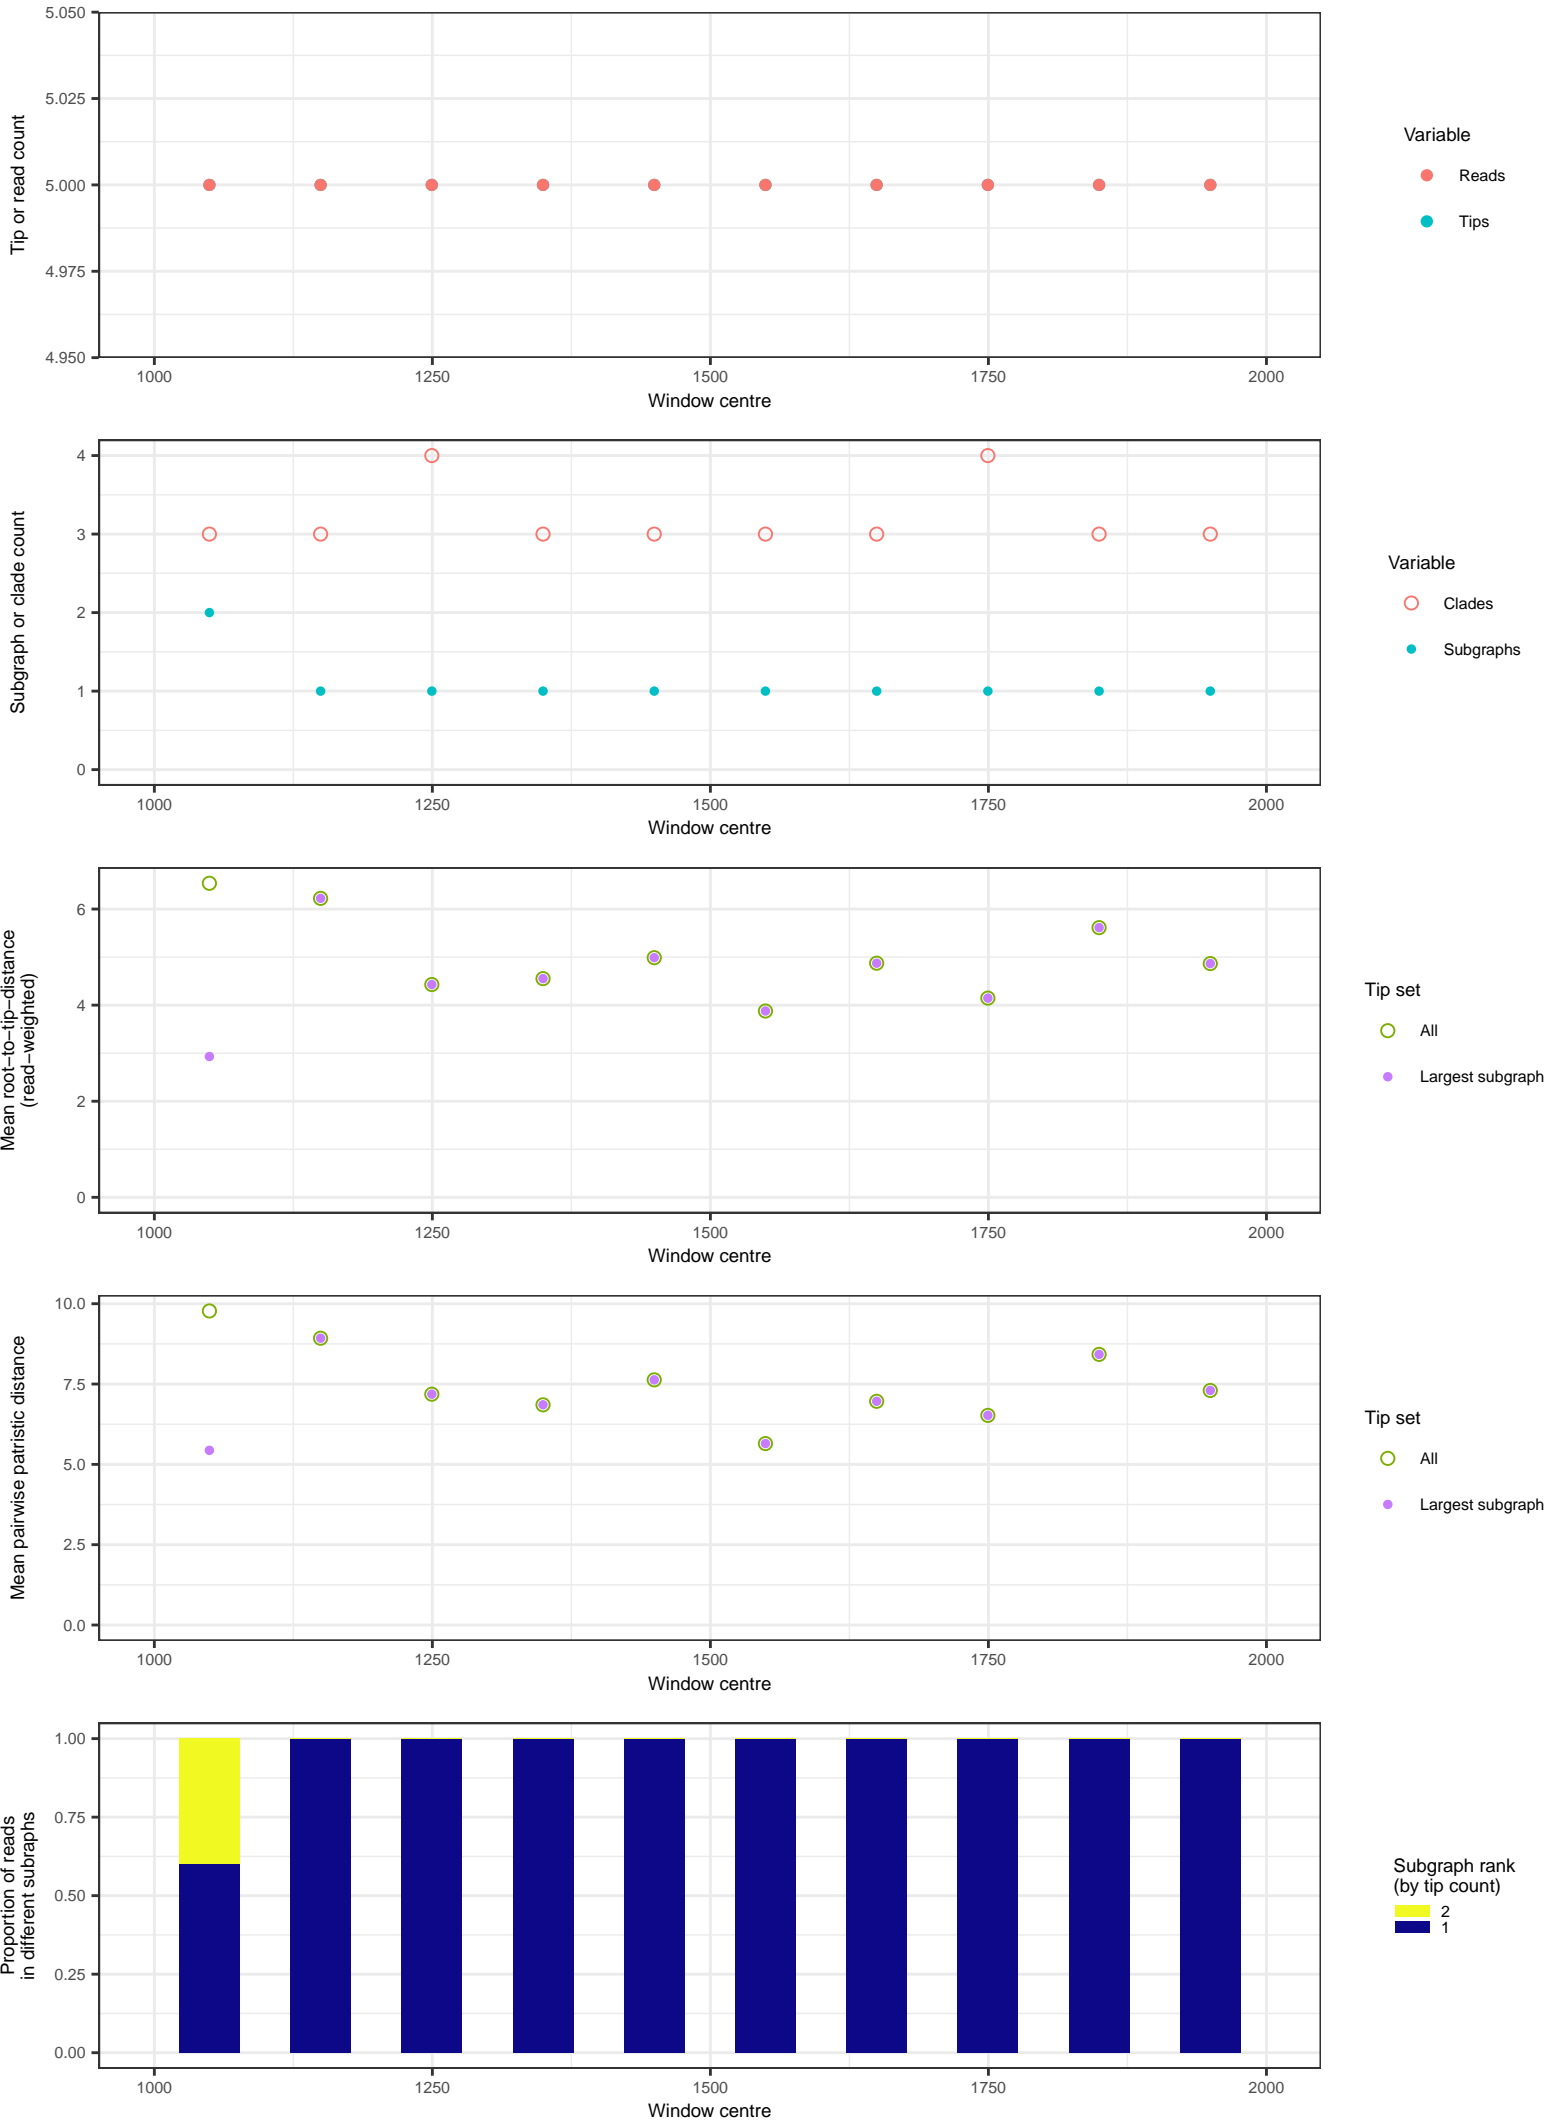 5.050
5.025
5.000
4.975
4.950
Tip or read count
1000 1250 1500 1750 2000
Window centre
Variable
Reads
Tips
4
3
2
1
0
Subgraph or clade count
1000 1250 1500 1750 2000
Window centre
Variable
Clades
Subgraphs
6
4
2
0
Mean root−to−tip−distance
(read−weighted)
1000 1250 1500 1750 2000
Window centre
Tip set
All
Largest subgraph
10.0
7.5
5.0
2.5
0.0
Mean pairwise patristic distance
1000 1250 1500 1750 2000
Window centre
Tip set
All
Largest subgraph
1.00
0.75
0.50
0.25
0.00
Proportion of reads
in different subraphs
1000 1250 1500 1750 2000
Window centre
Subgraph rank
(by tip count)
2
1